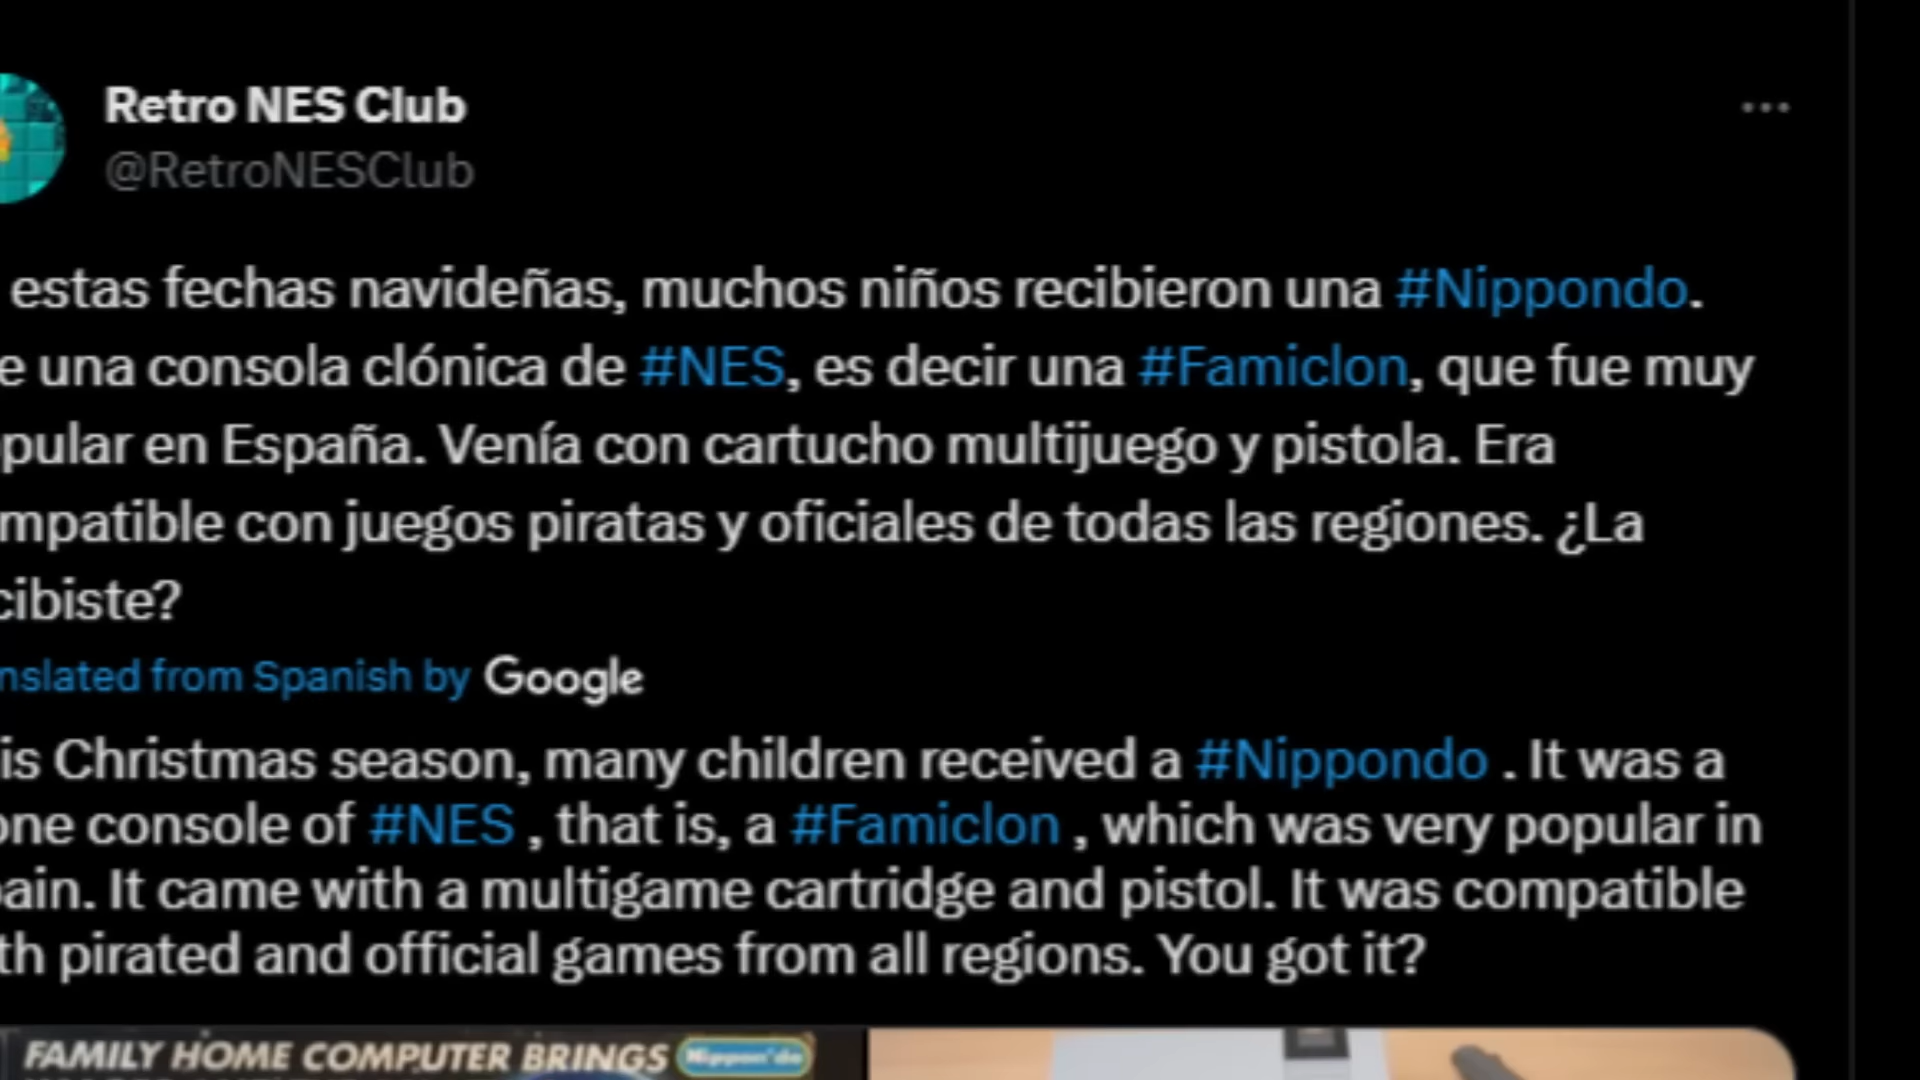 Retro NES Club
@RetroNESClub
estas fechas navideñas, muchos niños recibieron una #Nippondo.
e una consola clónica de #NES, es decir una #Famiclon, que fue muy
pular en España. Venía con cartucho multijuego y pistola. Era
mpatible con juegos piratas y oficiales de todas las regiones. ¿La
cibiste?
nslated from Spanish by Google
is Christmas season, many children received a #Nippondo . It was a
one console of #NES , that is, a #Famiclon , which was very popular in
ain. It came with a multigame cartridge and pistol. It was compatible
th pirated and official games from all regions. You got it?
FAMILY HOME COMPUTER BRINGS Nippon'do